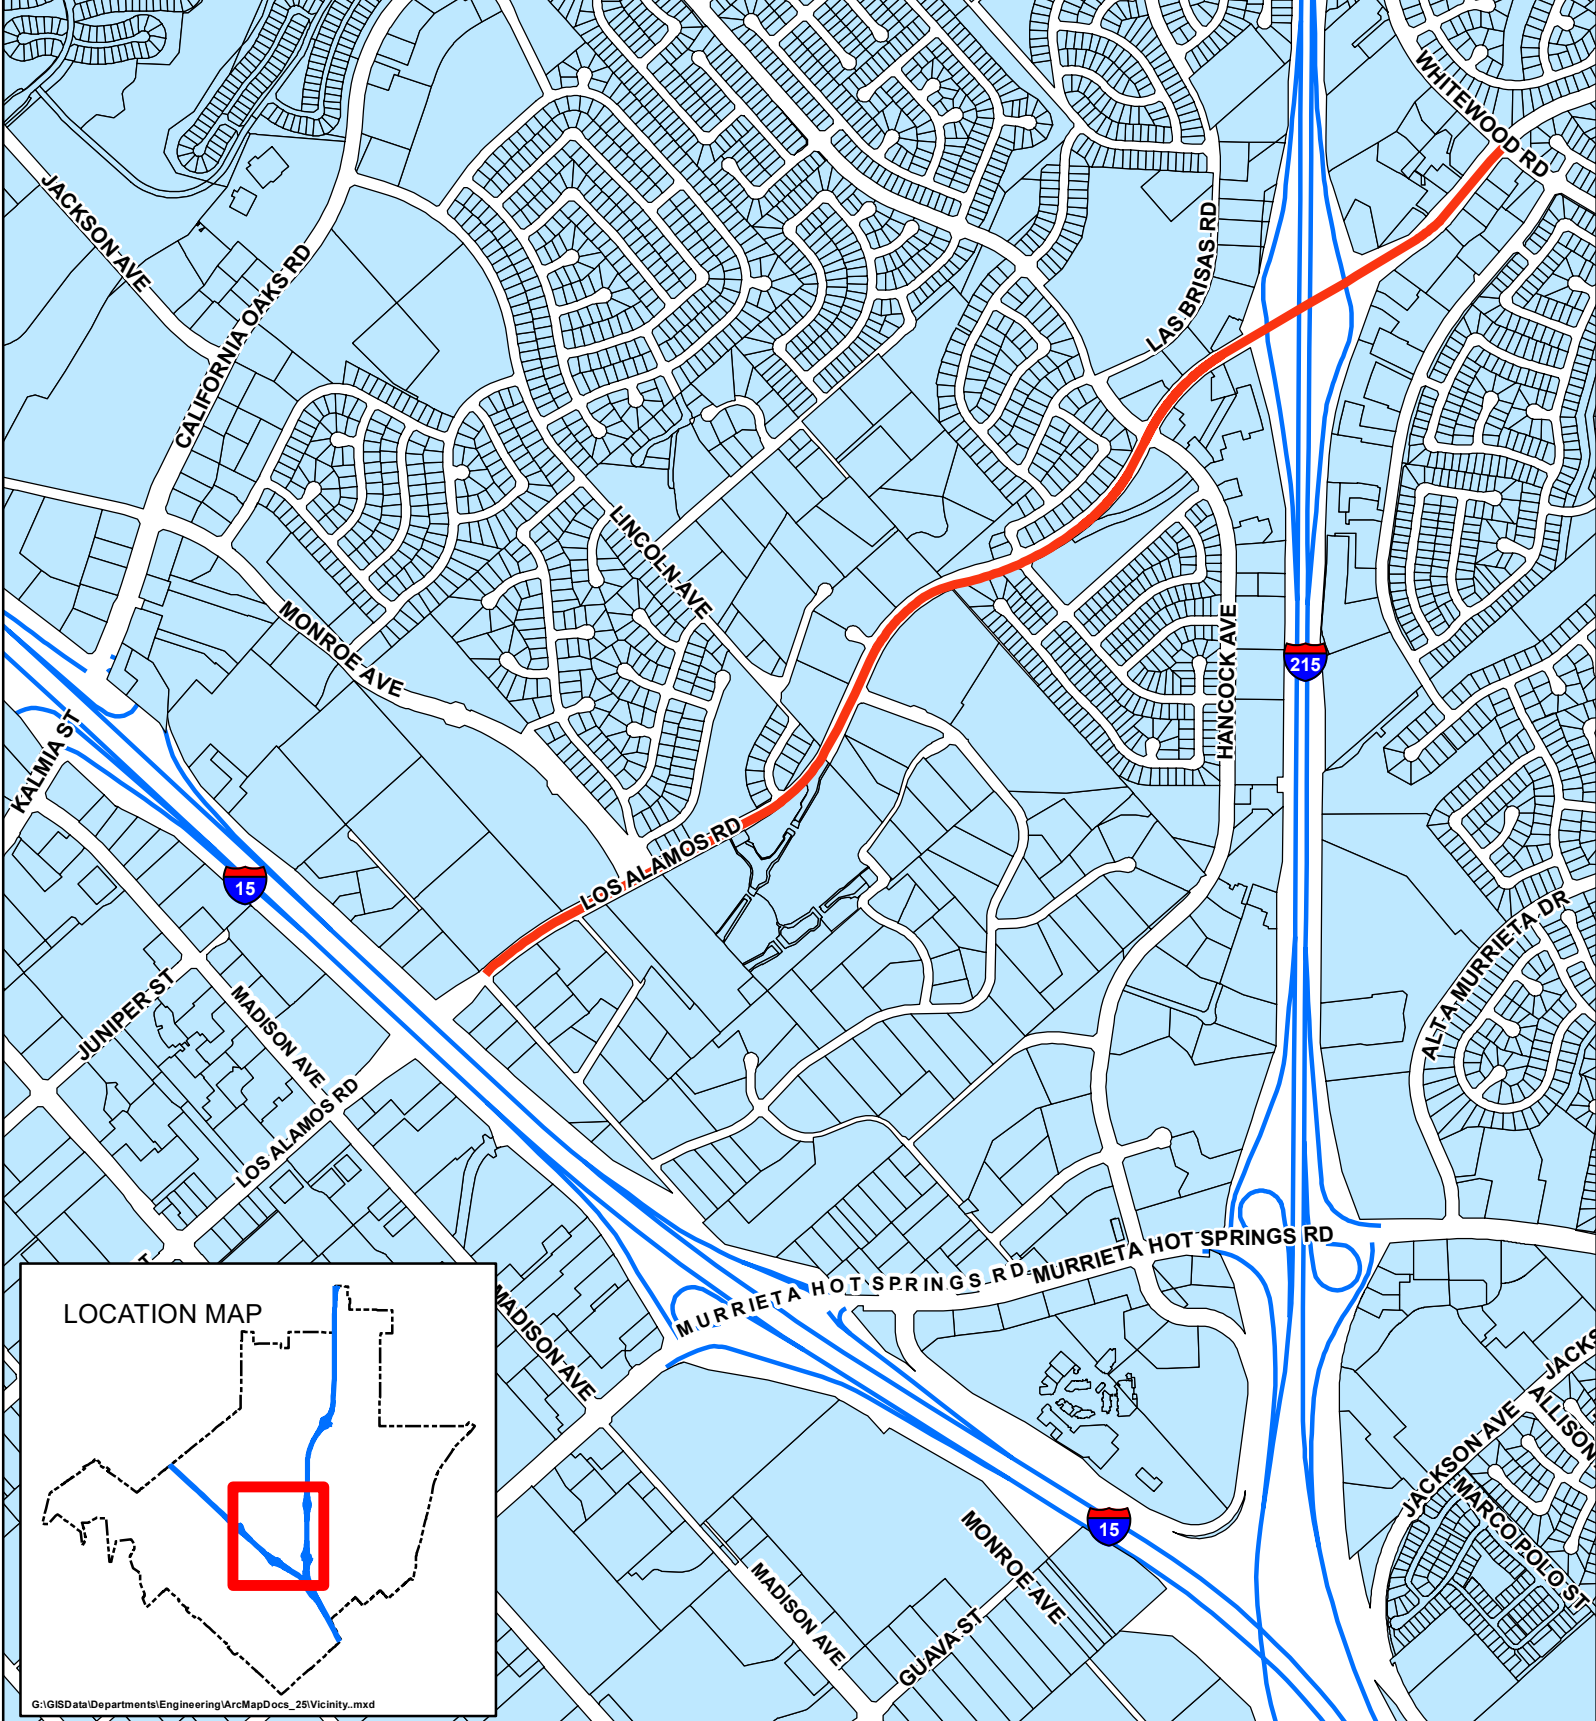 WHITEWOOD RD
JACKSON AVE
CALIFORNIA OAKS RD
LAS BRISAS RD
LINCOLN AVE
MONROE AVE
HANCOCK AVE
215
KALMIA ST
LOS ALAMOS RD
15
ALTA MURRIETA DR
JUNIPER ST
MADISON AVE
LOS ALAMOS RD
MURRIETA HOT SPRINGS RD
MURRIETA HOT SPRINGS RD
MADISON AVE
LOCATION MAP
JACKS
ALLISON
JACKSON AVE
MARCO POLO ST
15
MONROE AVE
MADISON AVE
GUAVA ST
G:\GISData\Departments\Engineering\ArcMapDocs_25\Vicinity..mxd